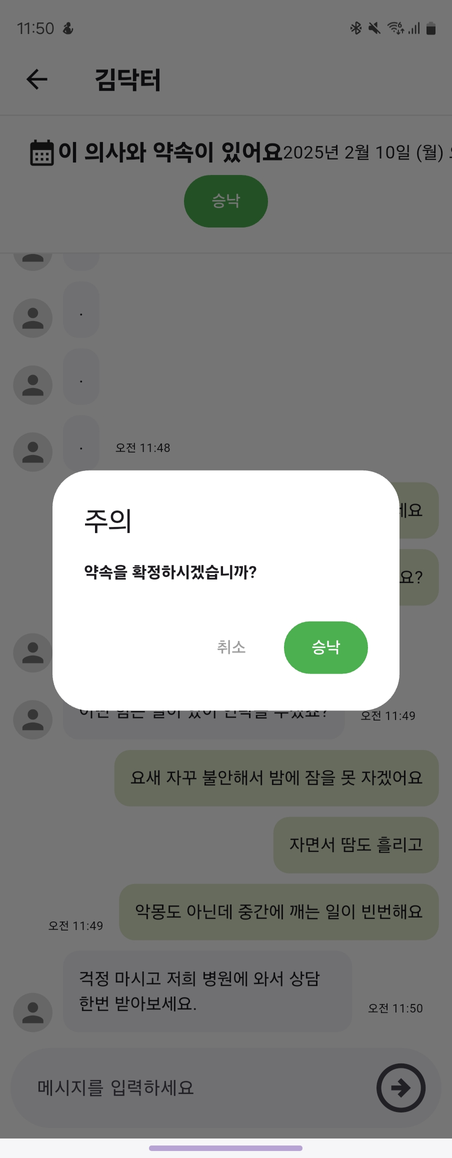 11:50
김닥터
이 의사와 약속이 있어요2025년 2월 10일 (월)
승낙
.
.
. 오전 11:48
요?
주의
약속을 확정하시겠습니까?
취소 승낙
오전 11:49
요새 자꾸 불안해서 밤에 잠을 못 자겠어요
자면서 땀도 흘리고
악몽도 아닌데 중간에 깨는 일이 빈번해요
오전 11:49
걱정 마시고 저희 병원에 와서 상담
한번 받아보세요.
오전 11:50
메시지를 입력하세요